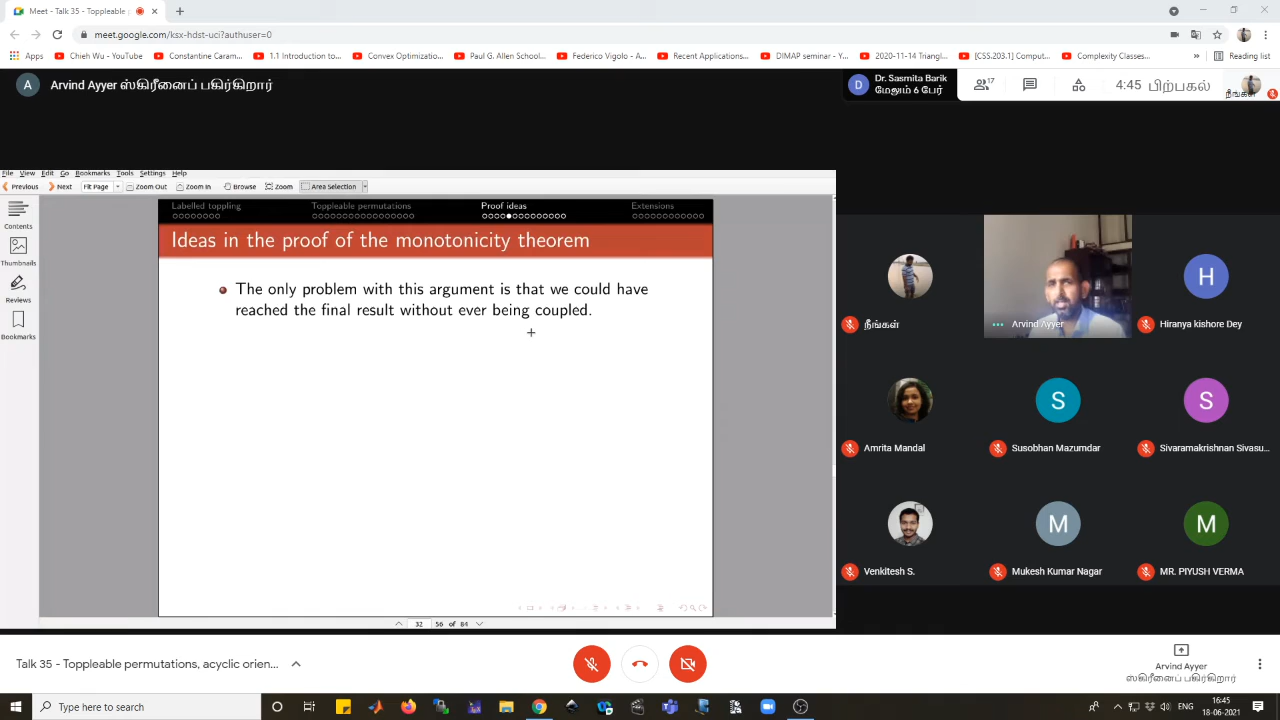 Meet - Talk 35 - Toppleable p
meet.google.com/ksx-hdst-uci?authuser=0
Apps
Chieh Wu - YouTube
Constantine Caram...
1.1 Introduction to...
Convex Optimizatio...
Paul G. Allen School...
Federico Vigolo - A...
Recent Applications...
DIMAP seminar - Y...
2020-11-14 Triangl...
[CSS.203.1] Comput...
Complexity Classes...
»
Reading list
A
Arvind Ayyer ஸ்கிரீனைப் பகிர்கிறார்
D
Dr. Sasmita Barik
மேலும் 6 பேர்
17
4:45 பிற்பகல்
நீங்கள்
File View Edit Go Bookmarks Tools Settings Help
Previous Next Fit Page Zoom Out Zoom In Browse Zoom Area Selection
Contents
Thumbnails
Reviews
Bookmarks
Labelled toppling Toppleable permutations Proof ideas Extensions
Ideas in the proof of the monotonicity theorem
The only problem with this argument is that we could have
reached the final result without ever being coupled.
32 56 of 84
நீங்கள்
Arvind Ayyer
H
Hiranya kishore Dey
Amrita Mandal
S
Susobhan Mazumdar
S
Sivaramakrishnan Sivasu...
Venkitesh S.
M
Mukesh Kumar Nagar
M
MR. PIYUSH VERMA
Talk 35 - Toppleable permutations, acyclic orien...
Arvind Ayyer
ஸ்கிரீனைப் பகிர்கிறார்
Type here to search
ENG
16:45
18-06-2021